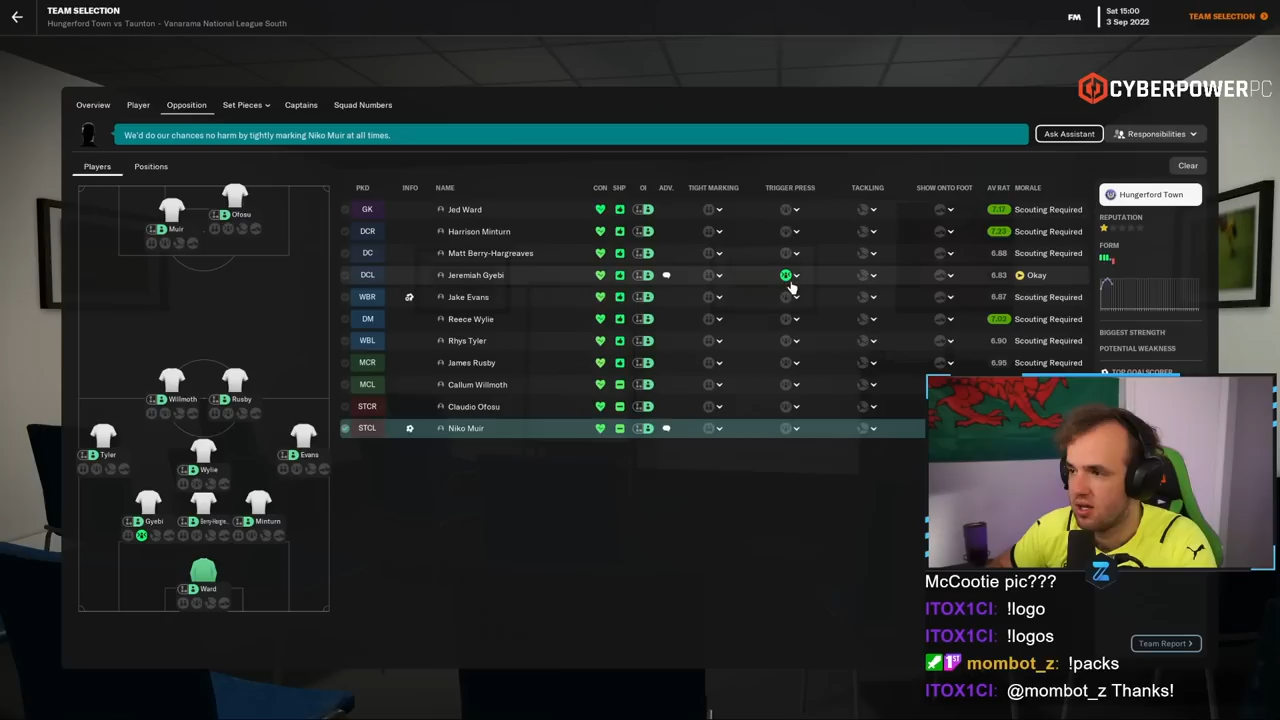 TEAM SELECTION
Hungerford Town vs Taunton - Vanarama National League South
FM
Sat 15:00
3 Sep 2022
TEAM SELECTION
CYBERPOWERPC
Overview
Player
Opposition
Set Pieces
Captains
Squad Numbers
We'd do our chances no harm by tightly marking Niko Muir at all times.
Ask Assistant
Responsibilities
Players
Positions
Clear
PKD INFO NAME CON SHP OI ADV. TIGHT MARKING TRIGGER PRESS TACKLING SHOW ONTO FOOT AV RAT MORALE
GK Jed Ward 7.17 Scouting Required
DCR Harrison Minturn Scouting Required
DC Matt Berry-Hargreaves 6.88 Scouting Required
DCL Jeremiah Gyebi 6.83 Okay
WBR Jake Evans 6.87 Scouting Required
DM Reece Wylie 7.02 Scouting Required
WBL Rhys Tyler 6.90 Scouting Required
MCR James Rusby 6.95 Scouting Required
MCL Callum Willmoth
STCR Claudio Ofosu
STCL Niko Muir
Ofosu
Muir
Willmoth
Rusby
Tyler
Evans
Wylie
Gyebi
Berry-Hargre..
Minturn
Ward
Hungerford Town
REPUTATION
FORM
BIGGEST STRENGTH
POTENTIAL WEAKNESS
TOP GOALSCORER
McCootie pic???
ITOX1CI: !logo
ITOX1CI: !logos
1ST mombot_z: !packs
ITOX1CI: @mombot_z Thanks!
Team Report